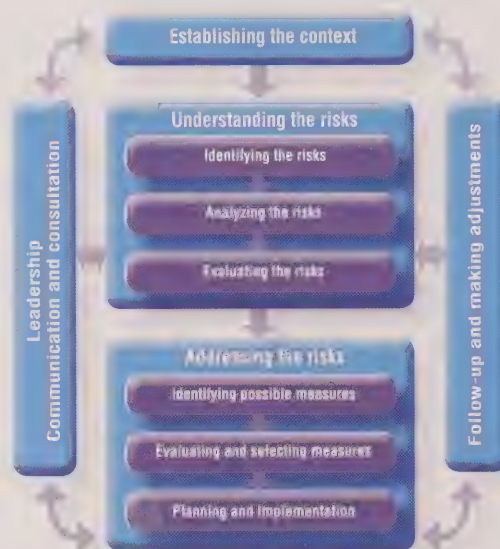 Establishing the context
Leadership
Communication and consultation
Understanding the risks
Identifying the risks
Analyzing the risks
Evaluating the risks
Addressing the risks
Identifying possible measures
Evaluating and selecting measures
Planning and implementation
Follow-up and making adjustments